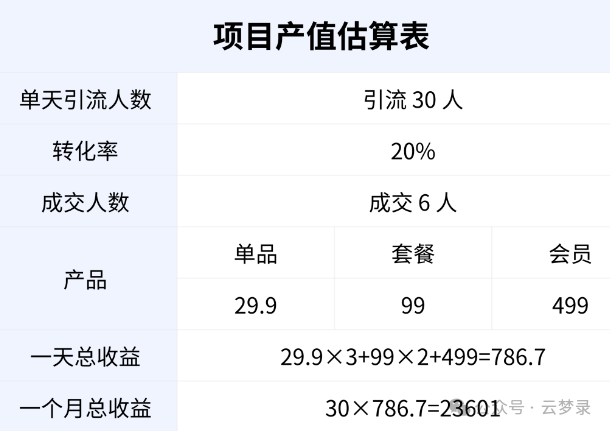 项目产值估算表
单天引流人数 引流 30 人
转化率 20%
成交人数 成交 6 人
产品 单品 套餐 会员
29.9 99 499
一天总收益 29.9×3+99×2+499=786.7
一个月总收益 30×786.7=23601
公众号 · 云梦录